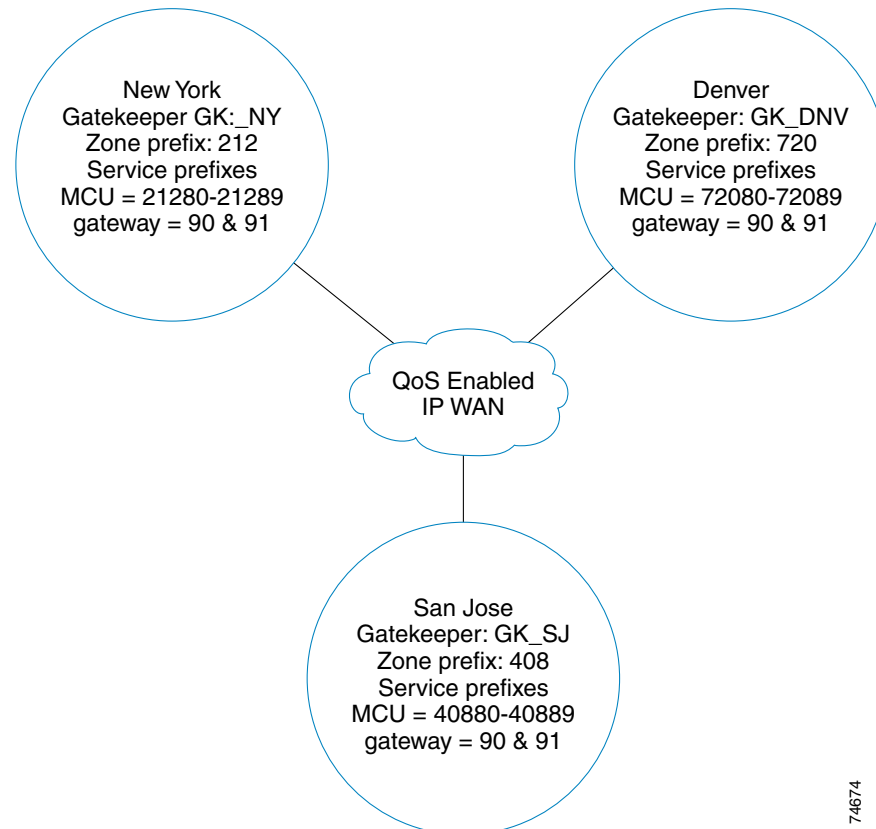 New York
Gatekeeper GK:_NY
Zone prefix: 212
Service prefixes
MCU = 21280-21289
gateway = 90 & 91
Denver
Gatekeeper: GK_DNV
Zone prefix: 720
Service prefixes
MCU = 72080-72089
gateway = 90 & 91
QoS Enabled
IP WAN
San Jose
Gatekeeper: GK_SJ
Zone prefix: 408
Service prefixes
MCU = 40880-40889
gateway = 90 & 91
74674